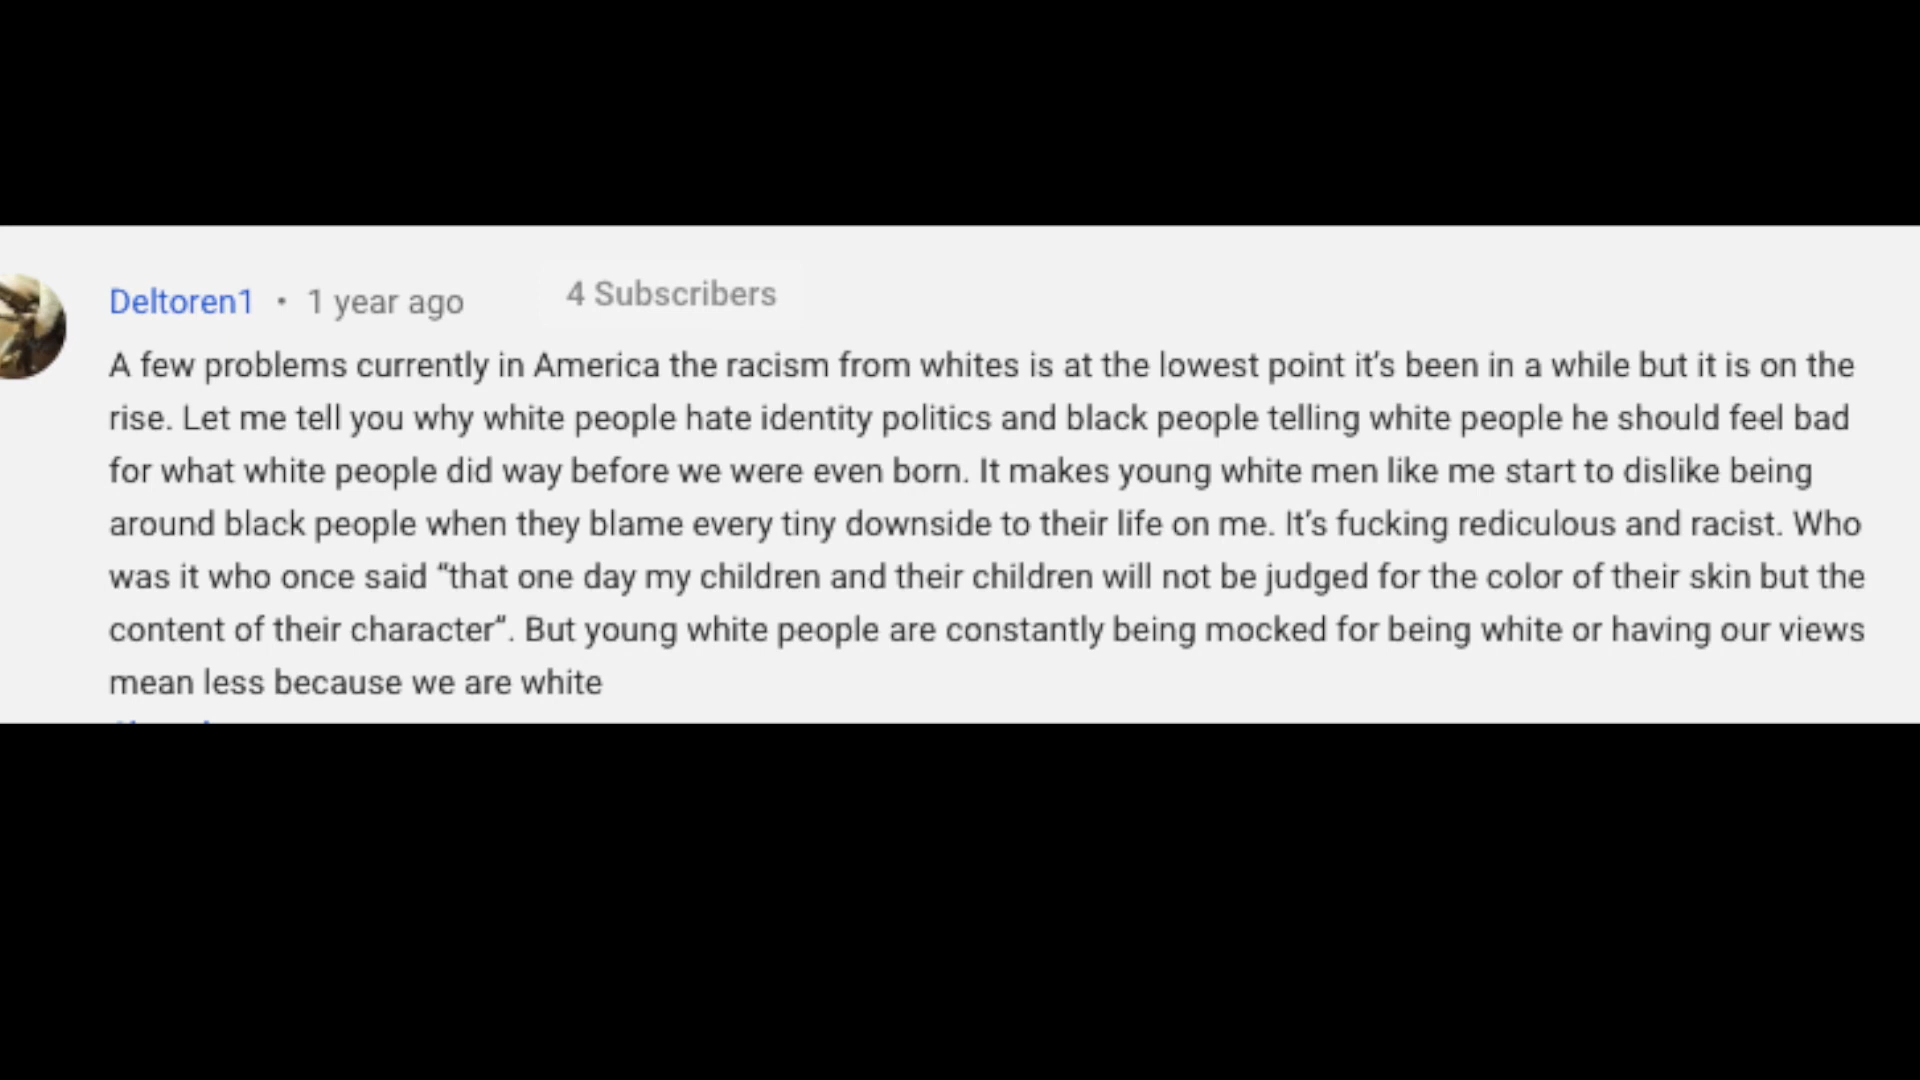 Deltoren1 • 1 year ago 4 Subscribers
A few problems currently in America the racism from whites is at the lowest point it’s been in a while but it is on the
rise. Let me tell you why white people hate identity politics and black people telling white people he should feel bad
for what white people did way before we were even born. It makes young white men like me start to dislike being
around black people when they blame every tiny downside to their life on me. It’s fucking rediculous and racist. Who
was it who once said “that one day my children and their children will not be judged for the color of their skin but the
content of their character”. But young white people are constantly being mocked for being white or having our views
mean less because we are white